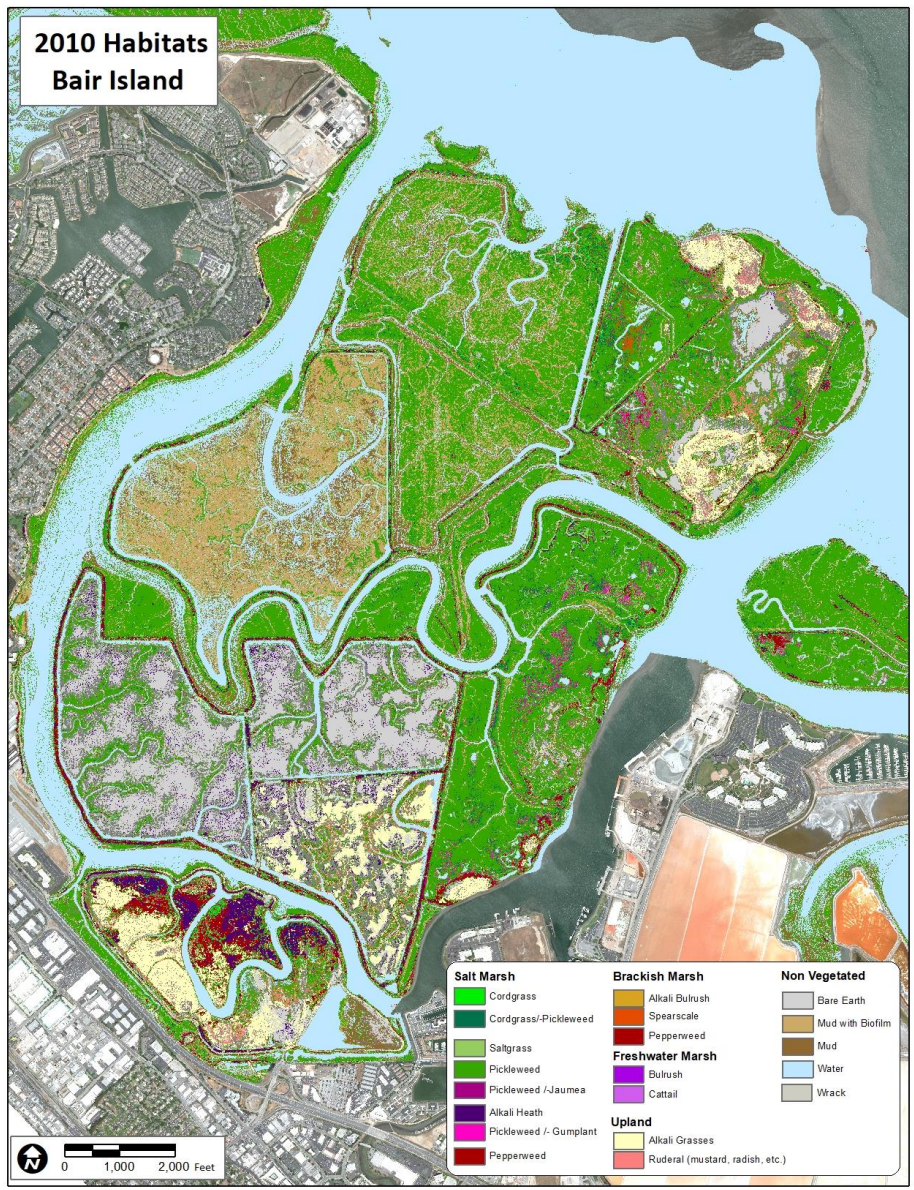 2010 Habitats
Bair Island
Salt Marsh
Cordgrass
Cordgrass/-Pickleweed
Saltgrass
Pickleweed
Pickleweed /-Jaumea
Alkali Heath
Pickleweed /- Gumplant
Pepperweed
Brackish Marsh
Alkali Bulrush
Spearscale
Pepperweed
Freshwater Marsh
Bulrush
Cattail
Upland
Alkali Grasses
Ruderal (mustard, radish, etc.)
Non Vegetated
Bare Earth
Mud with Biofilm
Mud
Water
Wrack
N
0 1,000 2,000 Feet